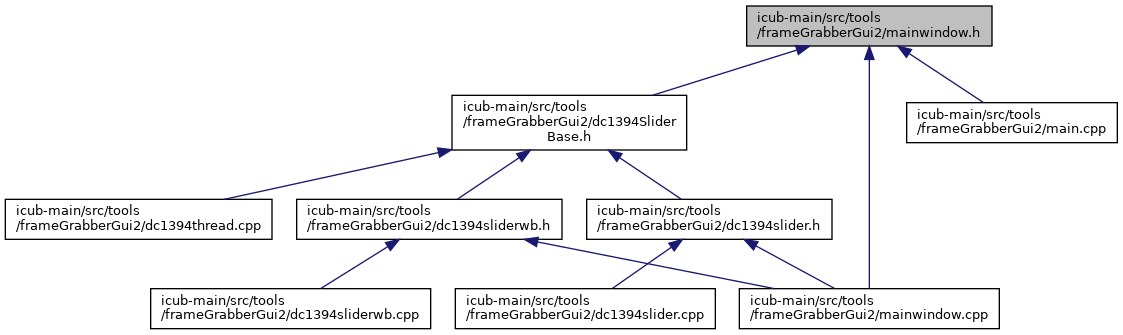 icub-main/src/tools
/frameGrabberGui2/mainwindow.h
icub-main/src/tools
/frameGrabberGui2/dc1394Slider
Base.h
icub-main/src/tools
/frameGrabberGui2/main.cpp
icub-main/src/tools
/frameGrabberGui2/dc1394thread.cpp
icub-main/src/tools
/frameGrabberGui2/dc1394sliderwb.h
icub-main/src/tools
/frameGrabberGui2/dc1394slider.h
icub-main/src/tools
/frameGrabberGui2/dc1394sliderwb.cpp
icub-main/src/tools
/frameGrabberGui2/dc1394slider.cpp
icub-main/src/tools
/frameGrabberGui2/mainwindow.cpp